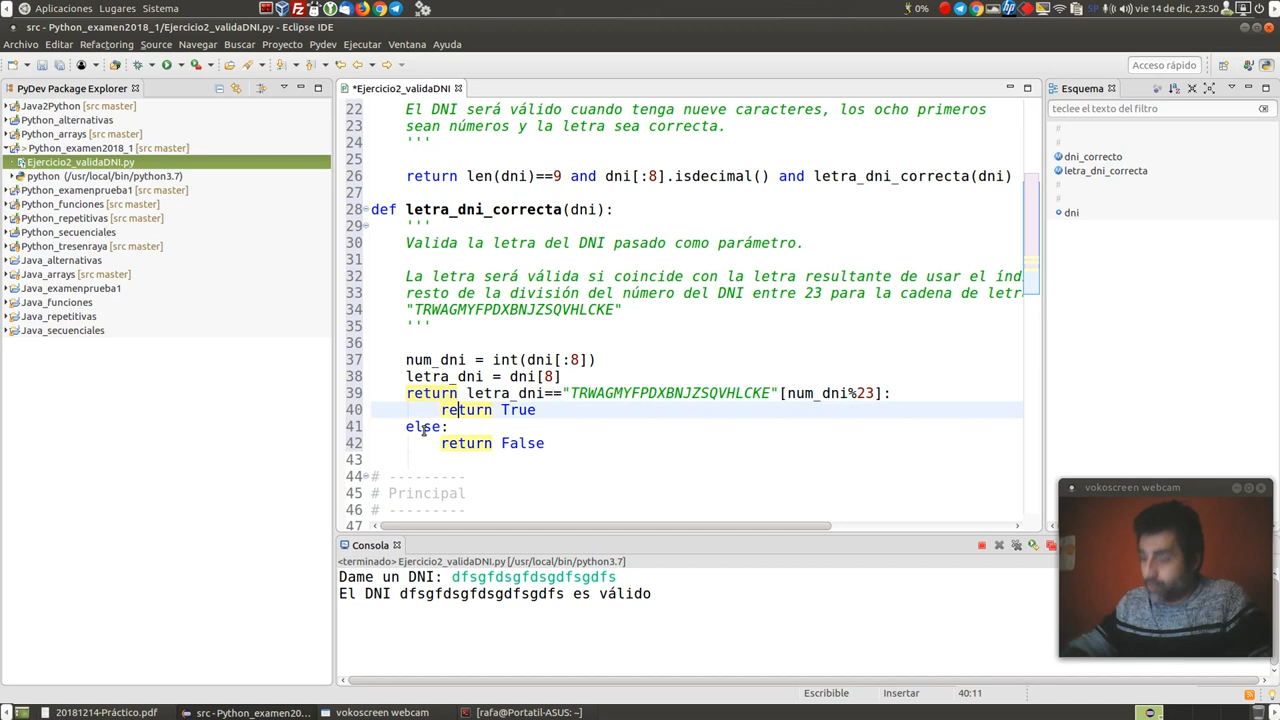 Aplicaciones Lugares Sistema
0% SP vie 14 de dic, 23:50
src - Python_examen2018_1/Ejercicio2_validaDNI.py - Eclipse IDE
Archivo Editar Refactoring Source Navegar Buscar Proyecto Pydev Ejecutar Ventana Ayuda
Acceso rápido
PyDev Package Explorer
Java2Python [src master]
Python_alternativas
Python_arrays [src master]
> Python_examen2018_1 [src master]
Ejercicio2_validaDNI.py
python (/usr/local/bin/python3.7)
Python_examenprueba1 [src master]
Python_funciones [src master]
Python_repetitivas [src master]
Python_secuenciales
Python_tresenraya [src master]
Java_alternativas
Java_arrays [src master]
Java_examenprueba1
Java_funciones
Java_repetitivas
Java_secuenciales
*Ejercicio2_validaDNI
22 El DNI será válido cuando tenga nueve caracteres, los ocho primeros
23 sean números y la letra sea correcta.
24 '''
25
26 return len(dni)==9 and dni[:8].isdecimal() and letra_dni_correcta(dni)
27
28 def letra_dni_correcta(dni):
29 '''
30 Valida la letra del DNI pasado como parámetro.
31
32 La letra será válida si coincide con la letra resultante de usar el índ
33 resto de la división del número del DNI entre 23 para la cadena de letr
34 "TRWAGMYFPDXBNJZSQVHLCKE"
35 '''
36
37 num_dni = int(dni[:8])
38 letra_dni = dni[8]
39 return letra_dni=="TRWAGMYFPDXBNJZSQVHLCKE"[num_dni%23]:
40 return True
41 else:
42 return False
43
44 # ---------
45 # Principal
46 # ---------
47
Esquema
teclee el texto del filtro
#
#
dni_correcto
letra_dni_correcta
#
#
dni
Consola
<terminado> Ejercicio2_validaDNI.py [/usr/local/bin/python3.7]
Dame un DNI: dfsgfdsgfdsgdfsgdfs
El DNI dfsgfdsgfdsgdfsgdfs es válido
vokoscreen webcam
Escribible Insertar 40:11
20181214-Práctico.pdf src - Python_examen20... vokoscreen webcam [rafa@Portatil-ASUS: ~]